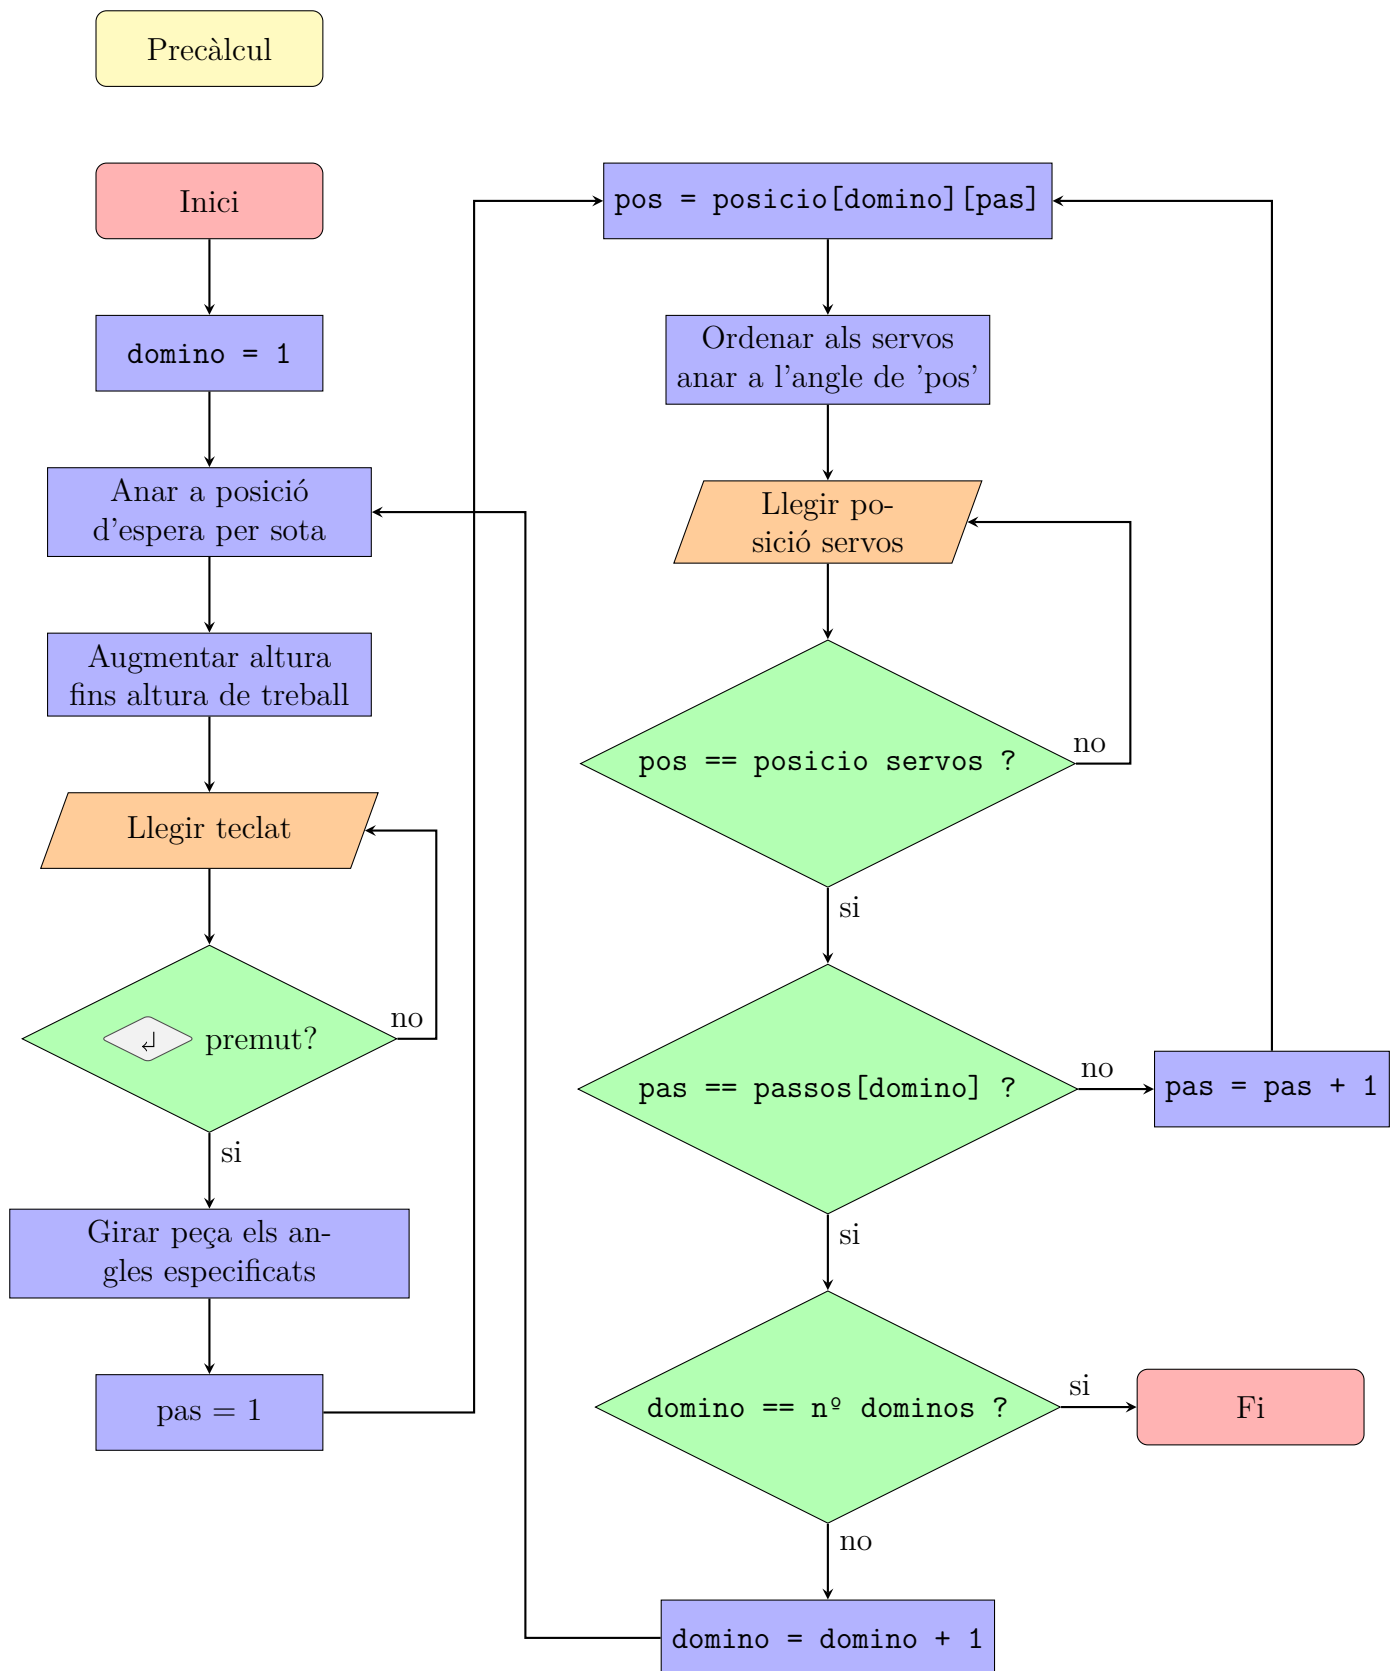 Precàlcul
Inici
domino = 1
Anar a posició
d'espera per sota
Augmentar altura
fins altura de treball
Llegir teclat
↲ premut?
no
si
Girar peça els an-
gles especificats
pas = 1
pos = posicio[domino][pas]
Ordenar als servos
anar a l'angle de 'pos'
Llegir po-
sició servos
pos == posicio servos ?
no
si
pas == passos[domino] ?
no
pas = pas + 1
si
domino == nº dominos ?
si
Fi
no
domino = domino + 1